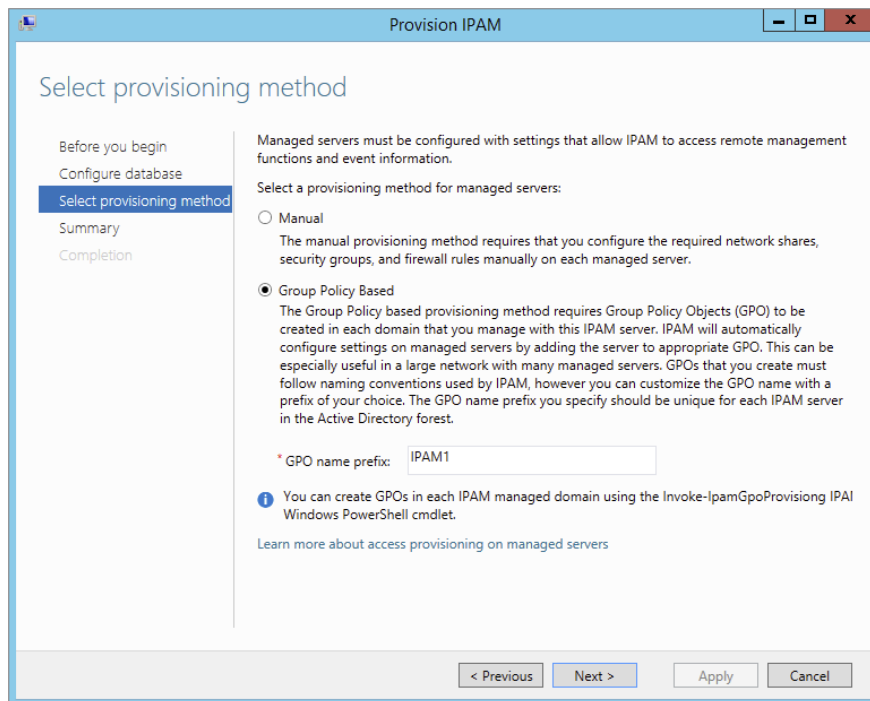 Provision IPAM
Select provisioning method
Before you begin
Configure database
Select provisioning method
Summary
Completion
Managed servers must be configured with settings that allow IPAM to access remote management
functions and event information.
Select a provisioning method for managed servers:
Manual
The manual provisioning method requires that you configure the required network shares,
security groups, and firewall rules manually on each managed server.
Group Policy Based
The Group Policy based provisioning method requires Group Policy Objects (GPO) to be
created in each domain that you manage with this IPAM server. IPAM will automatically
configure settings on managed servers by adding the server to appropriate GPO. This can be
especially useful in a large network with many managed servers. GPOs that you create must
follow naming conventions used by IPAM, however you can customize the GPO name with a
prefix of your choice. The GPO name prefix you specify should be unique for each IPAM server
in the Active Directory forest.
* GPO name prefix: IPAM1
You can create GPOs in each IPAM managed domain using the Invoke-IpamGpoProvisiong IPAI
Windows PowerShell cmdlet.
Learn more about access provisioning on managed servers
< Previous Next > Apply Cancel